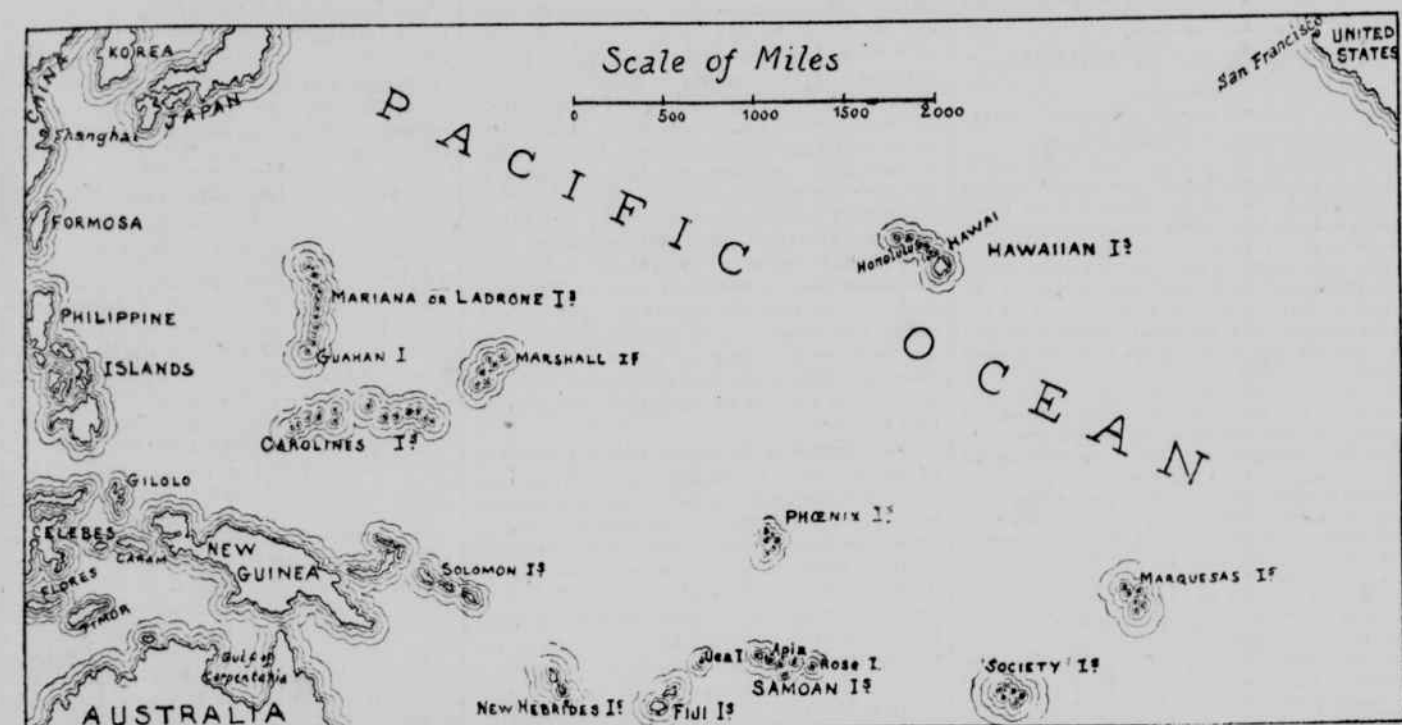 Scale of Miles
0 500 1000 1500 2000
PACIFIC
OCEAN
CHINA
KOREA
JAPAN
Shanghai
San Francisco
UNITED
STATES
FORMOSA
Honolulu
HAWAI
HAWAIIAN Is.
MARIANA OR LADRONE Is.
PHILIPPINE
ISLANDS
GUAHAN I
MARSHALL Is
CAROLINES Is.
GILOLO
CELEBES
CARAM
NEW
GUINEA
FLORES
TIMOR
SOLOMON Is
PHŒNIX Is.
MARQUESAS Is
Uea I
Apia
Rose I.
SAMOAN Is.
SOCIETY Is.
Gulf of
Carpentaria
NEW HEBRIDES Is.
FIJI Is.
AUSTRALIA